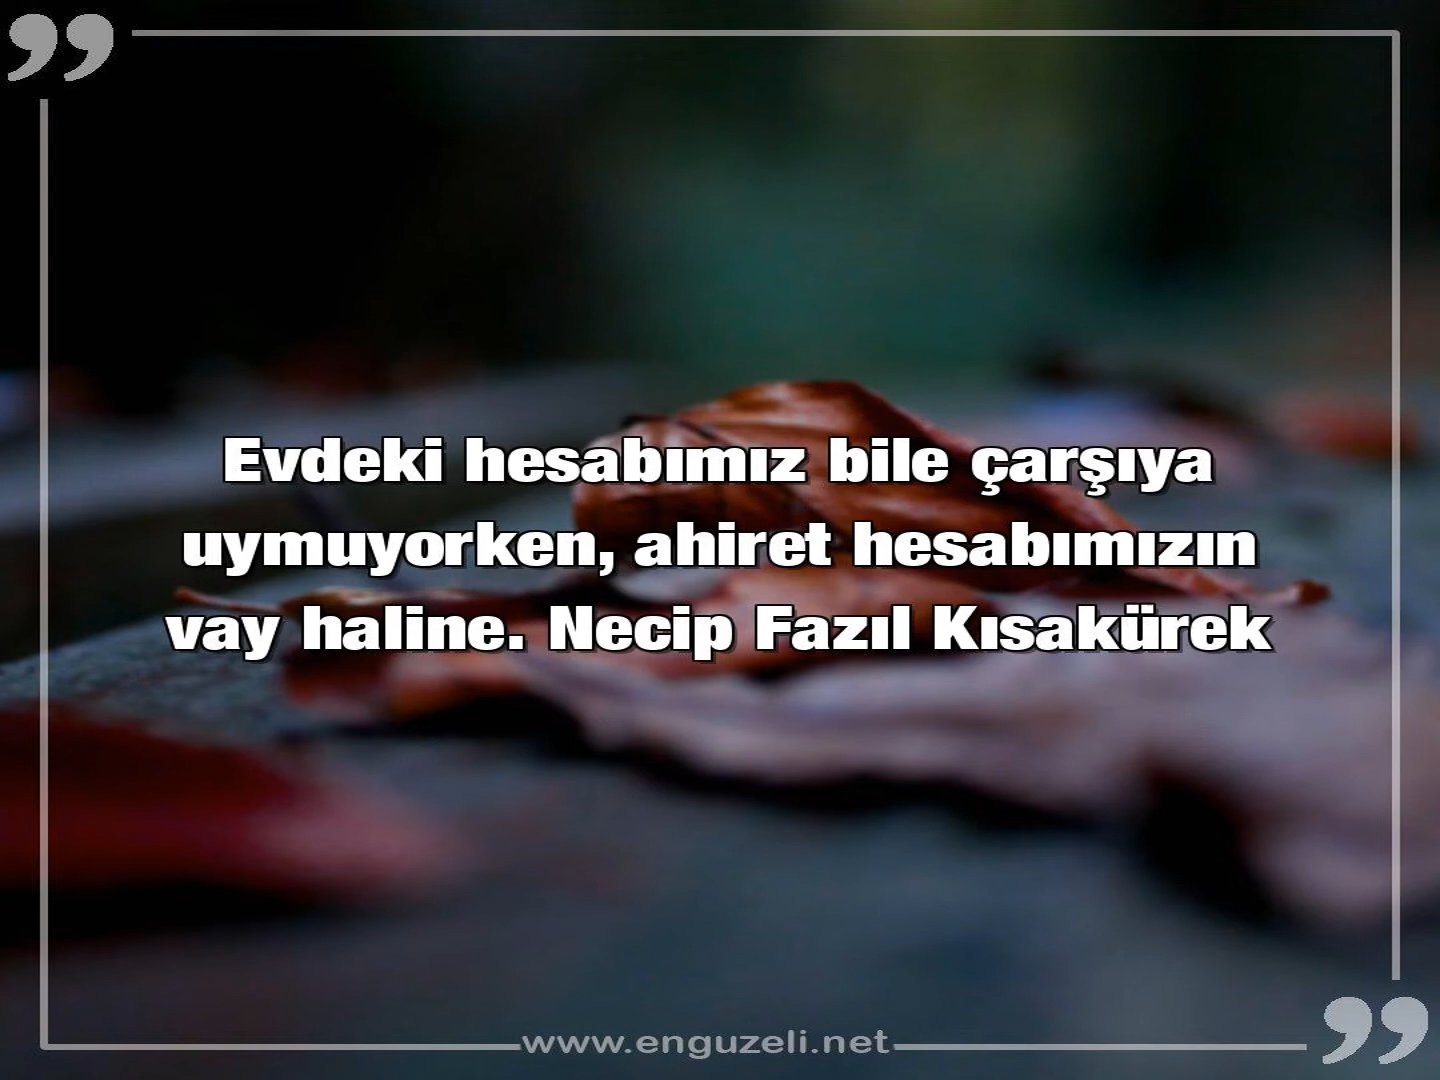 Evdeki hesabımız bile çarşıya
uymuyorken, ahiret hesabımızın
vay haline. Necip Fazıl Kısakürek
www.enguzeli.net